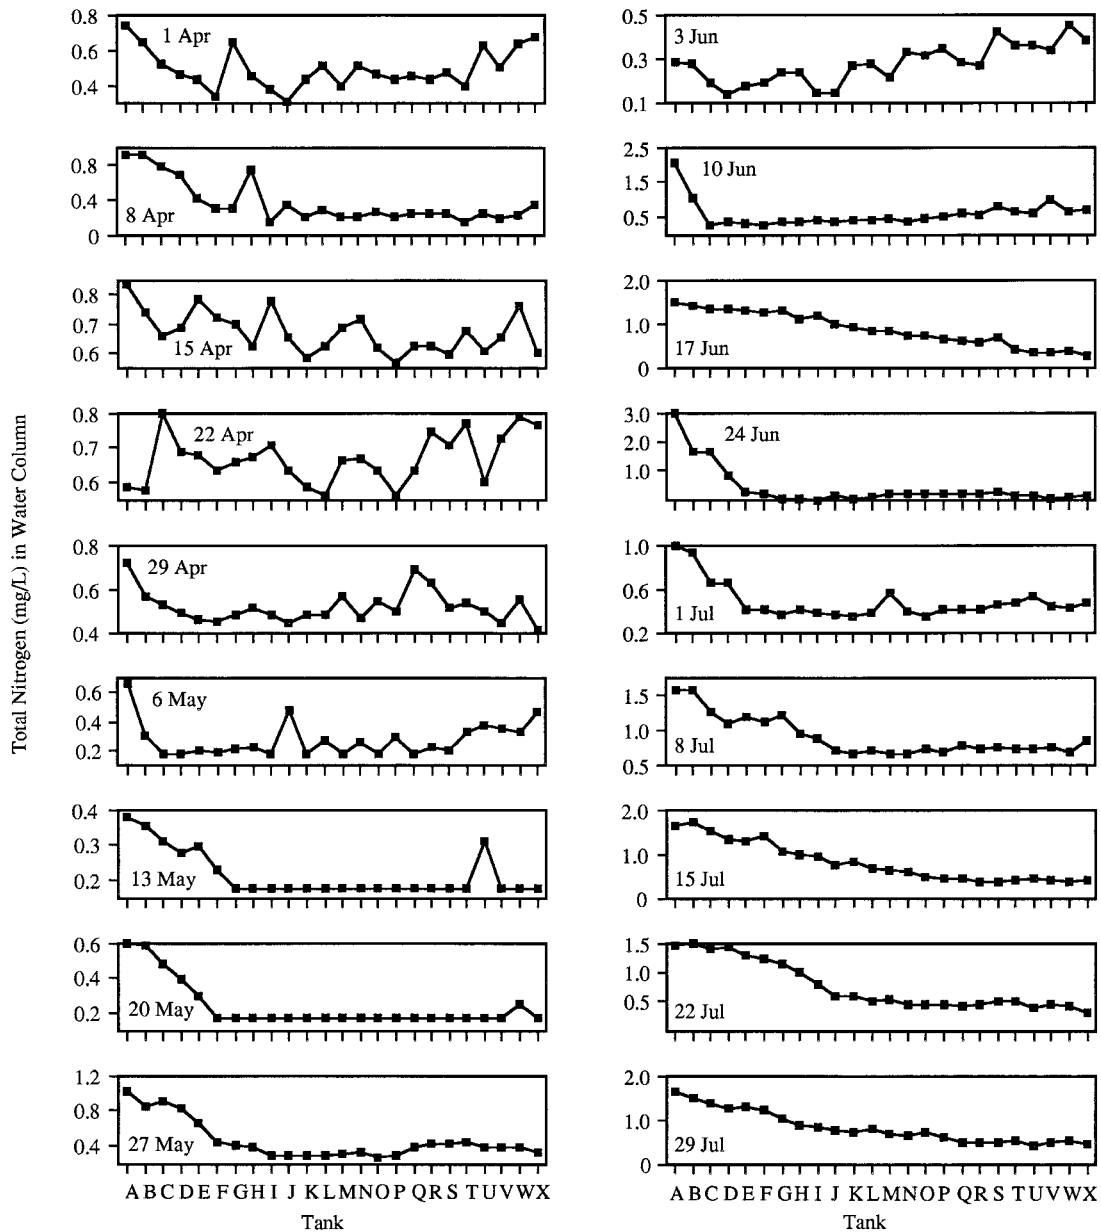 Total Nitrogen (mg/L) in Water Column
0.8
0.6
0.4
1 Apr
0.8
0.4
0
8 Apr
0.8
0.7
0.6
15 Apr
0.8
0.7
0.6
22 Apr
0.8
0.6
0.4
29 Apr
0.6
0.4
0.2
6 May
0.4
0.3
0.2
13 May
0.6
0.4
0.2
20 May
1.2
0.8
0.4
27 May
A B C D E F G H I J K L M N O P Q R S T U V W X
Tank
0.5
0.3
0.1
3 Jun
2.5
1.5
0.5
10 Jun
2.0
1.0
0
17 Jun
3.0
2.0
1.0
24 Jun
1.0
0.6
0.2
1 Jul
1.5
1.0
0.5
8 Jul
2.0
1.0
0
15 Jul
1.5
1.0
0.5
22 Jul
2.0
1.0
0
29 Jul
A B C D E F G H I J K L M N O P Q R S T U V W X
Tank